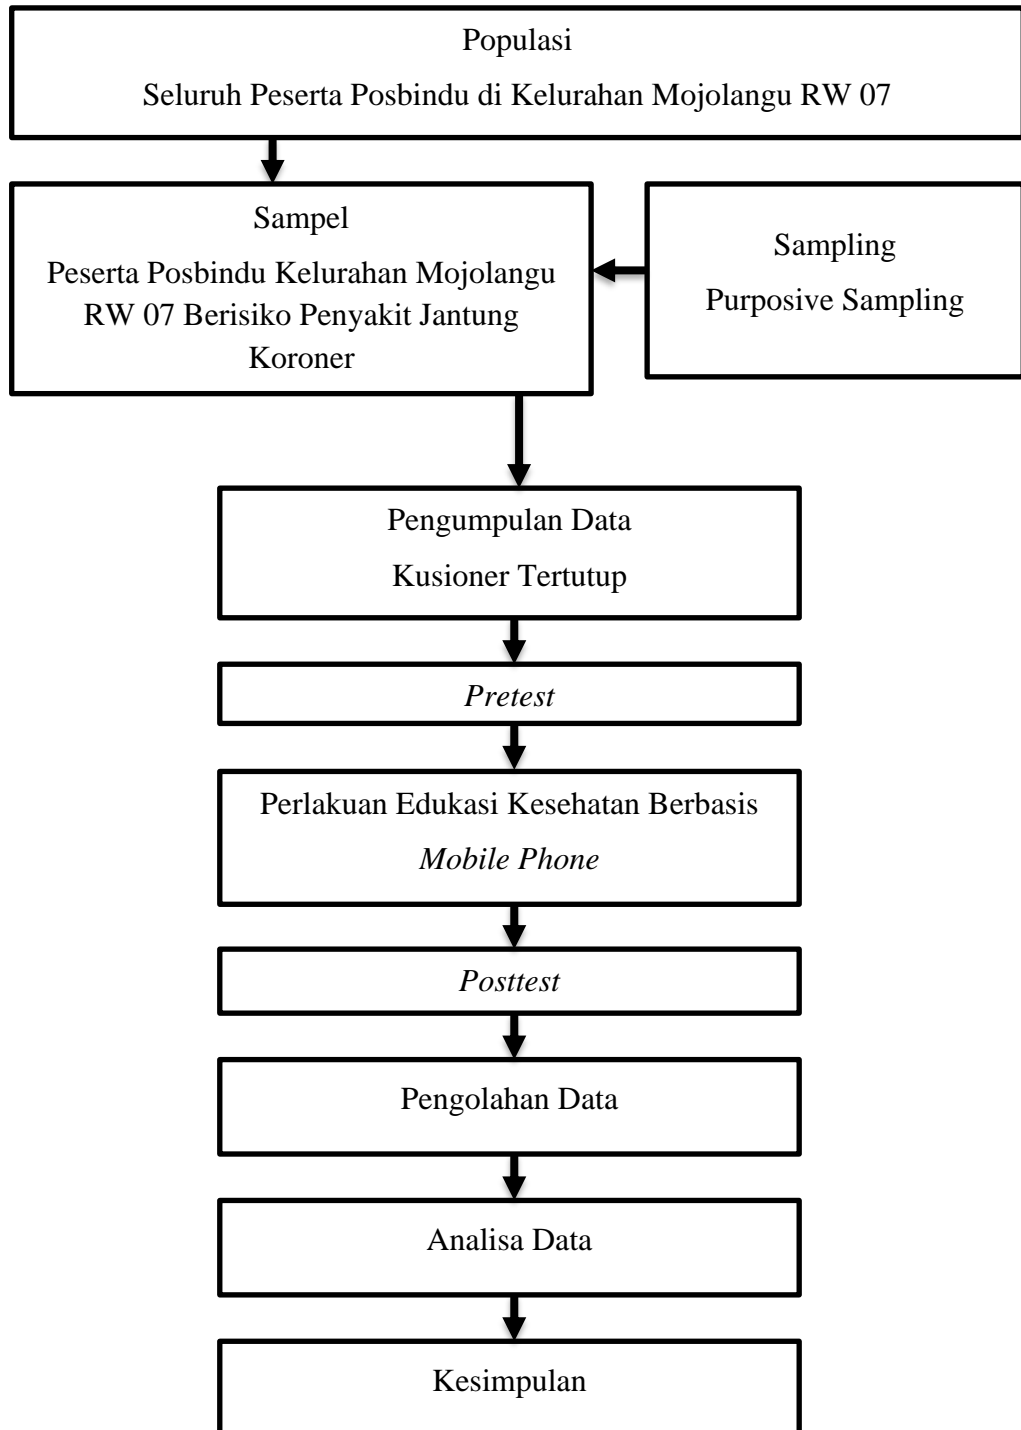 Populasi
Seluruh Peserta Posbindu di Kelurahan Mojolangu RW 07
Sampel
Peserta Posbindu Kelurahan Mojolangu
RW 07 Berisiko Penyakit Jantung
Koroner
Sampling
Purposive Sampling
Pengumpulan Data
Kusioner Tertutup
Pretest
Perlakuan Edukasi Kesehatan Berbasis
Mobile Phone
Posttest
Pengolahan Data
Analisa Data
Kesimpulan